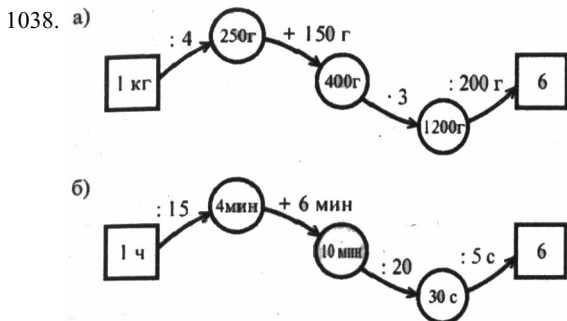 1038. а)
: 4
250г
+ 150 г
1 кг
400г
· 3
: 200 г
6
1200г
б)
: 15
4мин
+ 6 мин
1 ч
10 мин
: 20
: 5 с
6
30 с